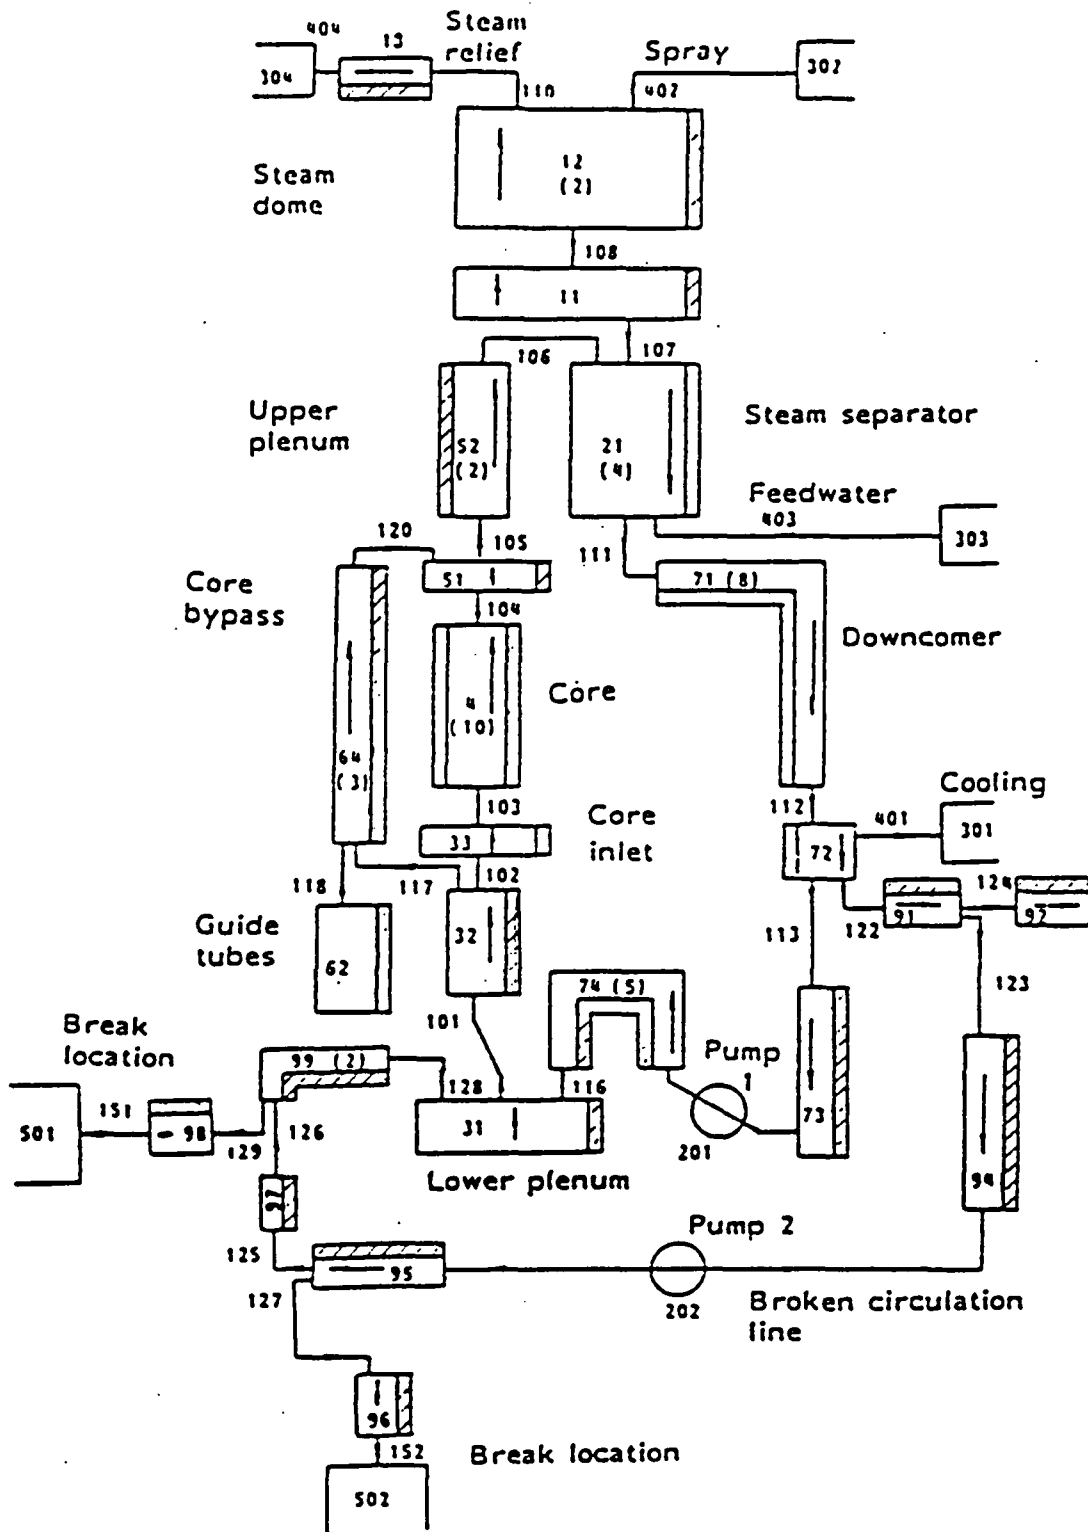 404
13
Steam
relief
Spray
304
302
110
402
12
(2)
Steam
dome
108
11
106
107
Upper
plenum
52
(2)
21
(4)
Steam separator
Feedwater
403
303
120
105
111
51
71 (8)
Core
bypass
104
Downcomer
4
(10)
Core
64
(3)
103
112
Cooling
401
301
33
Core
inlet
72
102
118
117
122
91
124
92
Guide
tubes
62
32
113
123
74 (5)
101
Break
location
99 (2)
Pump
1
128
116
151
501
98
129
126
31
73
201
94
Lower plenum
97
Pump 2
125
95
127
202
Broken circulation
line
96
152
Break location
502